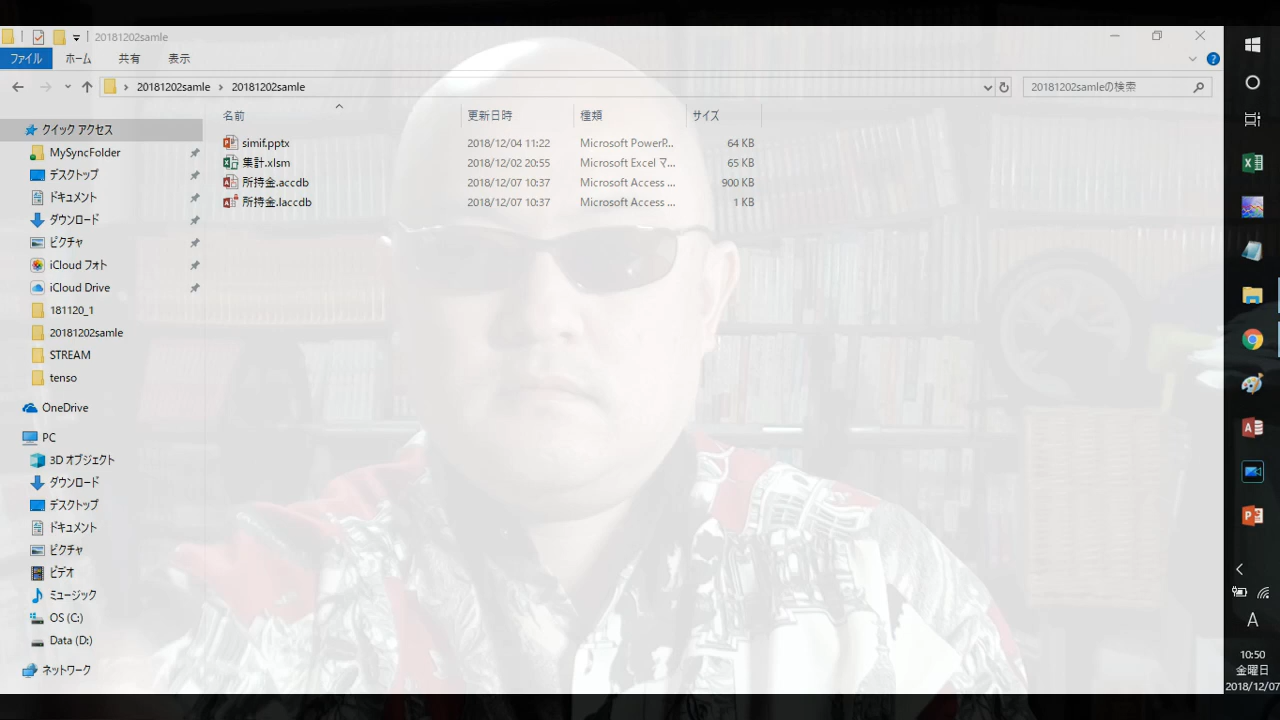 20181202samle
ファイル ホーム 共有 表示
20181202samle › 20181202samle 20181202samleの検索
名前 更新日時 種類 サイズ
クイック アクセス
MySyncFolder
デスクトップ
ドキュメント
ダウンロード
ピクチャ
iCloud フォト
iCloud Drive
181120_1
20181202samle
STREAM
tenso
OneDrive
PC
3D オブジェクト
ダウンロード
デスクトップ
ドキュメント
ピクチャ
ビデオ
ミュージック
OS (C:)
Data (D:)
ネットワーク
simif.pptx 2018/12/04 11:22 Microsoft PowerP... 64 KB
集計.xlsm 2018/12/02 20:55 Microsoft Excel マ... 65 KB
所持金.accdb 2018/12/07 10:37 Microsoft Access ... 900 KB
所持金.laccdb 2018/12/07 10:37 Microsoft Access ... 1 KB
A
10:50
金曜日
2018/12/07